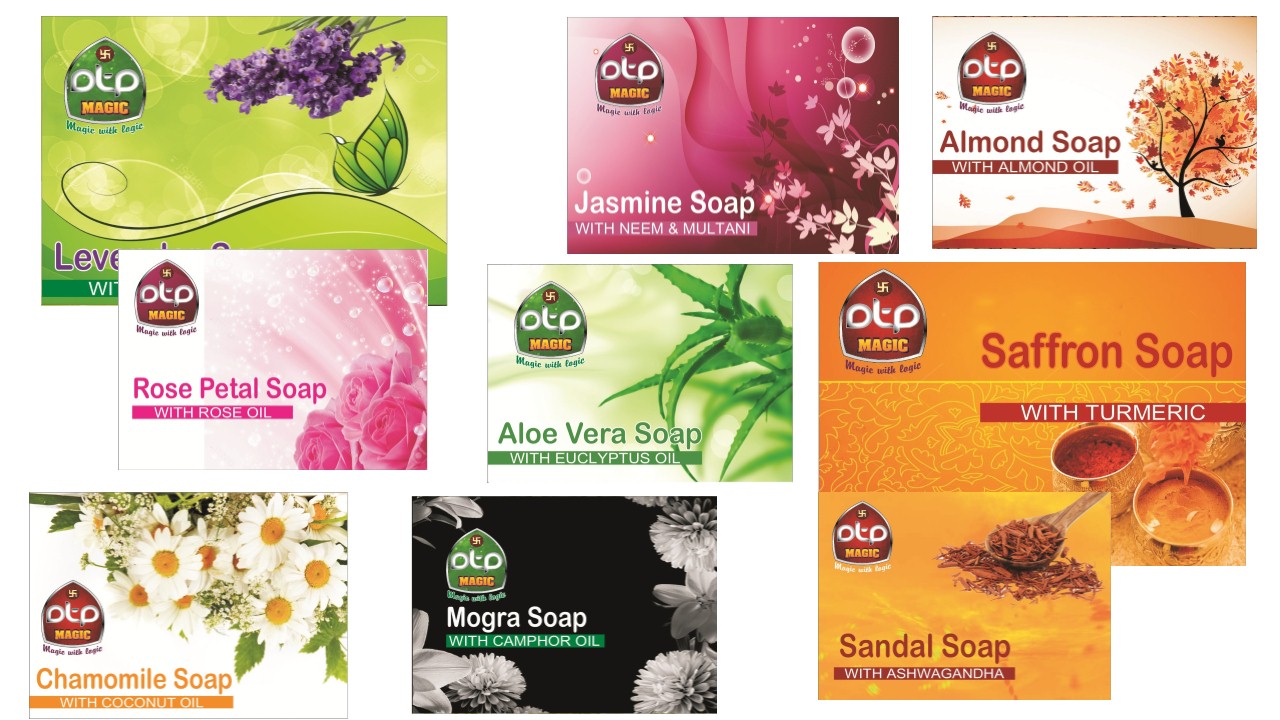 otp
MAGIC
Magic with logic
Leve
WIT
otp
MAGIC
Magic with logic
Jasmine Soap
WITH NEEM & MULTANI
otp
MAGIC
Magic with logic
Almond Soap
WITH ALMOND OIL
otp
MAGIC
Magic with logic
Rose Petal Soap
WITH ROSE OIL
otp
MAGIC
Magic with logic
Aloe Vera Soap
WITH EUCLYPTUS OIL
otp
MAGIC
Magic with logic
Saffron Soap
WITH TURMERIC
otp
MAGIC
Magic with logic
Chamomile Soap
WITH COCONUT OIL
otp
MAGIC
Magic with logic
Mogra Soap
WITH CAMPHOR OIL
otp
MAGIC
Magic with logic
Sandal Soap
WITH ASHWAGANDHA